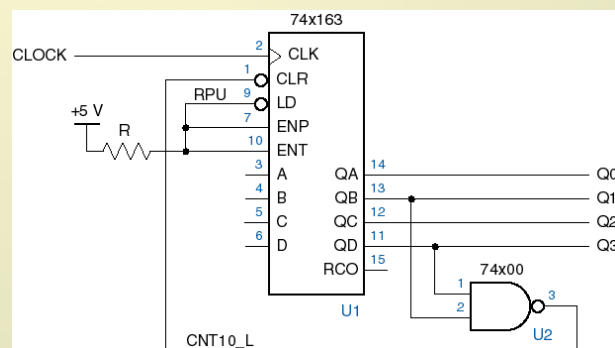 74x163
CLOCK
2
CLK
1
CLR
RPU
9
LD
+5 V
R
7
ENP
10
ENT
3
A
QA
14
Q0
4
B
QB
13
Q1
5
C
QC
12
Q2
6
D
QD
11
Q3
RCO
15
74x00
1
2
3
U1
U2
CNT10_L